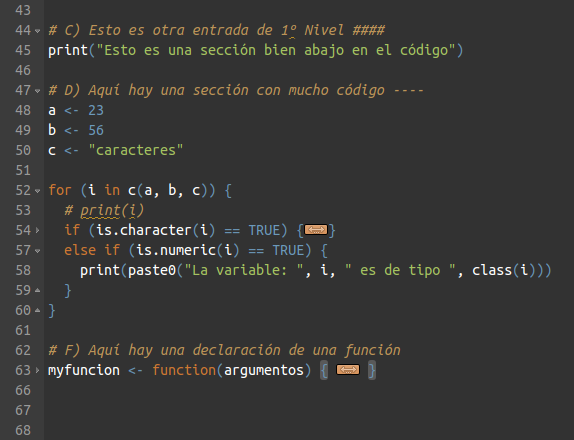 43
44 # C) Esto es otra entrada de 1º Nivel ####
45 print("Esto es una sección bien abajo en el código")
46
47 # D) Aquí hay una sección con mucho código ----
48 a <- 23
49 b <- 56
50 c <- "caracteres"
51
52 for (i in c(a, b, c)) {
53   # print(i)
54   if (is.character(i) == TRUE) {}
57   else if (is.numeric(i) == TRUE) {
58     print(paste0("La variable: ", i, " es de tipo ", class(i)))
59   }
60 }
61
62 # F) Aquí hay una declaración de una función
63 myfuncion <- function(argumentos) { }
66
67
68